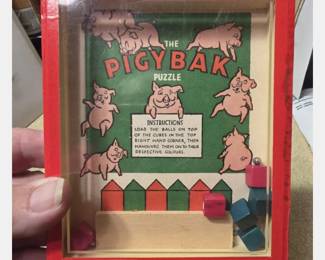 THE
PIGYBAK
PUZZLE
INSTRUCTIONS
LOAD THE BALLS ON TOP
OF THE CUBES IN THE TOP
RIGHT HAND CORNER, THEN
MANOUVRE THEM ON TO THEIR
RESPECTIVE COLOURS.